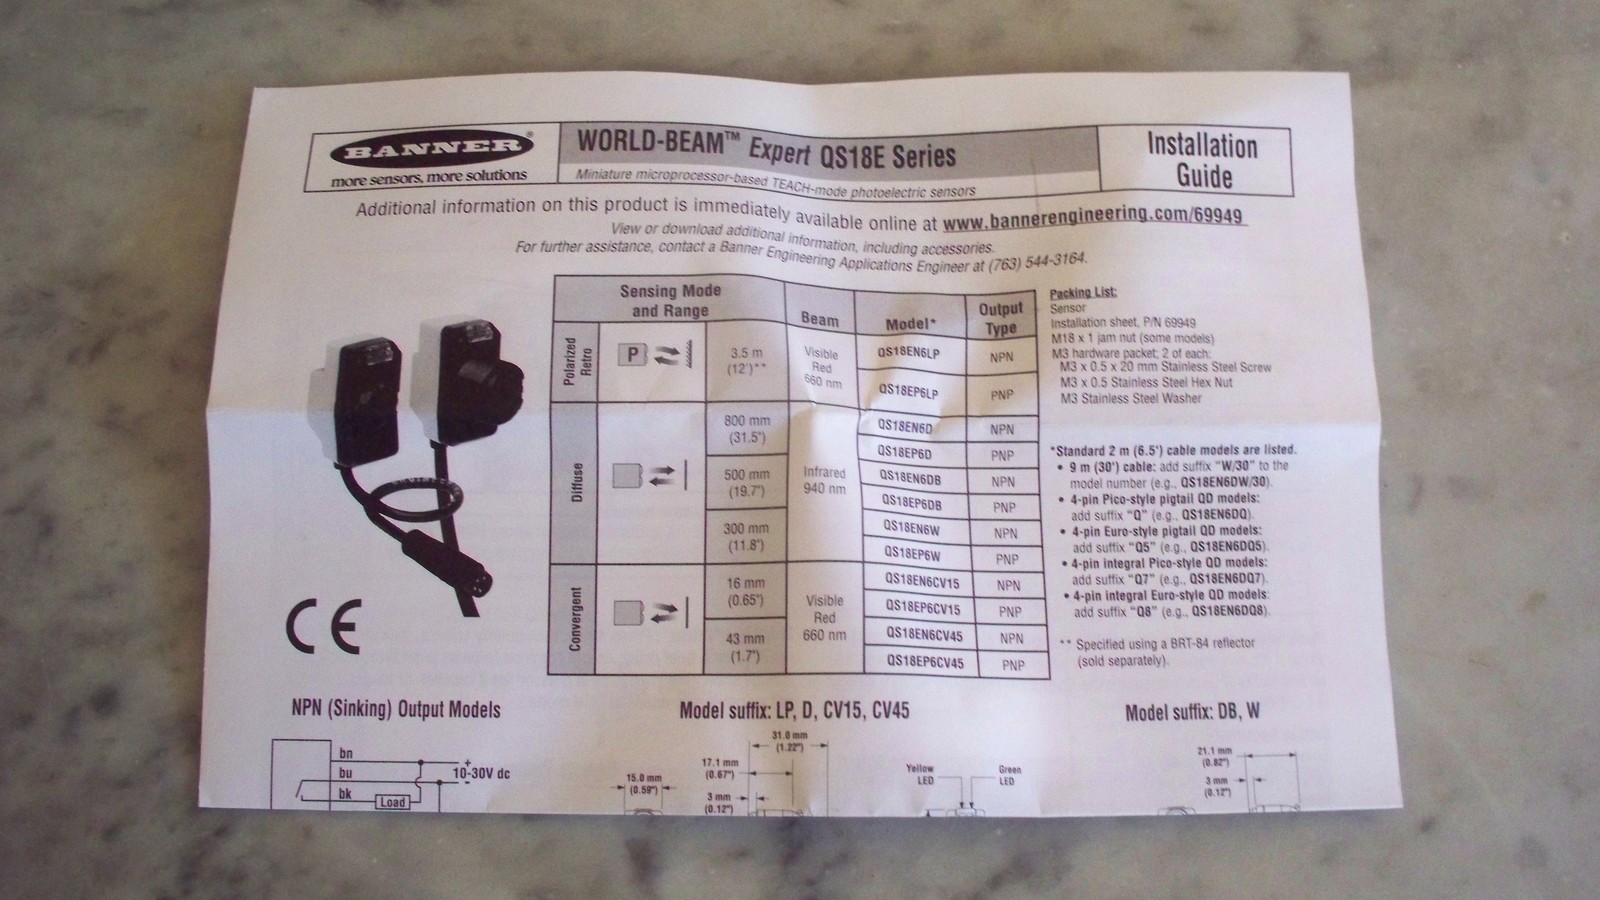 BANNER®
more sensors, more solutions
WORLD-BEAM™ Expert QS18E Series
Miniature microprocessor-based TEACH-mode photoelectric sensors
Installation
Guide
Additional information on this product is immediately available online at www.bannerengineering.com/69949
View or download additional information, including accessories.
For further assistance, contact a Banner Engineering Applications Engineer at (763) 544-3164.
Sensing Mode
and Range
Beam
Model*
Output
Type
Polarized
Retro
P
3.5 m
(12')**
Visible
Red
660 nm
QS18EN6LP
NPN
QS18EP6LP
PNP
Diffuse
800 mm
(31.5")
Infrared
940 nm
QS18EN6D
NPN
QS18EP6D
PNP
500 mm
(19.7")
QS18EN6DB
NPN
QS18EP6DB
PNP
300 mm
(11.8")
QS18EN6W
NPN
QS18EP6W
PNP
Convergent
16 mm
(0.65")
Visible
Red
660 nm
QS18EN6CV15
NPN
QS18EP6CV15
PNP
43 mm
(1.7")
QS18EN6CV45
NPN
QS18EP6CV45
PNP
Packing List:
Sensor
Installation sheet, P/N 69949
M18 x 1 jam nut (some models)
M3 hardware packet; 2 of each:
M3 x 0.5 x 20 mm Stainless Steel Screw
M3 x 0.5 Stainless Steel Hex Nut
M3 Stainless Steel Washer
*Standard 2 m (6.5') cable models are listed.
• 9 m (30') cable: add suffix "W/30" to the
model number (e.g., QS18EN6DW/30).
• 4-pin Pico-style pigtail QD models:
add suffix "Q" (e.g., QS18EN6DQ).
• 4-pin Euro-style pigtail QD models:
add suffix "Q5" (e.g., QS18EN6DQ5).
• 4-pin integral Pico-style QD models:
add suffix "Q7" (e.g., QS18EN6DQ7).
• 4-pin integral Euro-style QD models:
add suffix "Q8" (e.g., QS18EN6DQ8).
** Specified using a BRT-84 reflector
(sold separately).
CE
NPN (Sinking) Output Models
bn
bu
bk
+
10-30V dc
-
Load
Model suffix: LP, D, CV15, CV45
31.0 mm
(1.22")
17.1 mm
(0.67")
15.0 mm
(0.59")
3 mm
(0.12")
Yellow
LED
Green
LED
Model suffix: DB, W
21.1 mm
(0.82")
3 mm
(0.12")